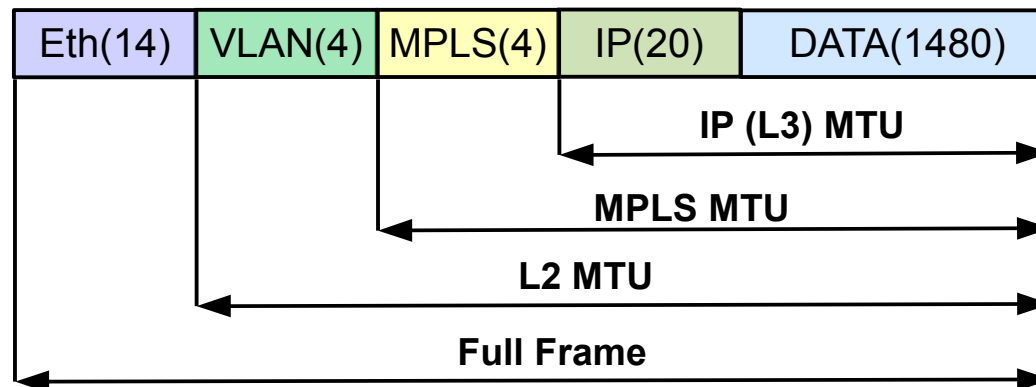 Eth(14) VLAN(4) MPLS(4) IP(20) DATA(1480)
IP (L3) MTU
MPLS MTU
L2 MTU
Full Frame